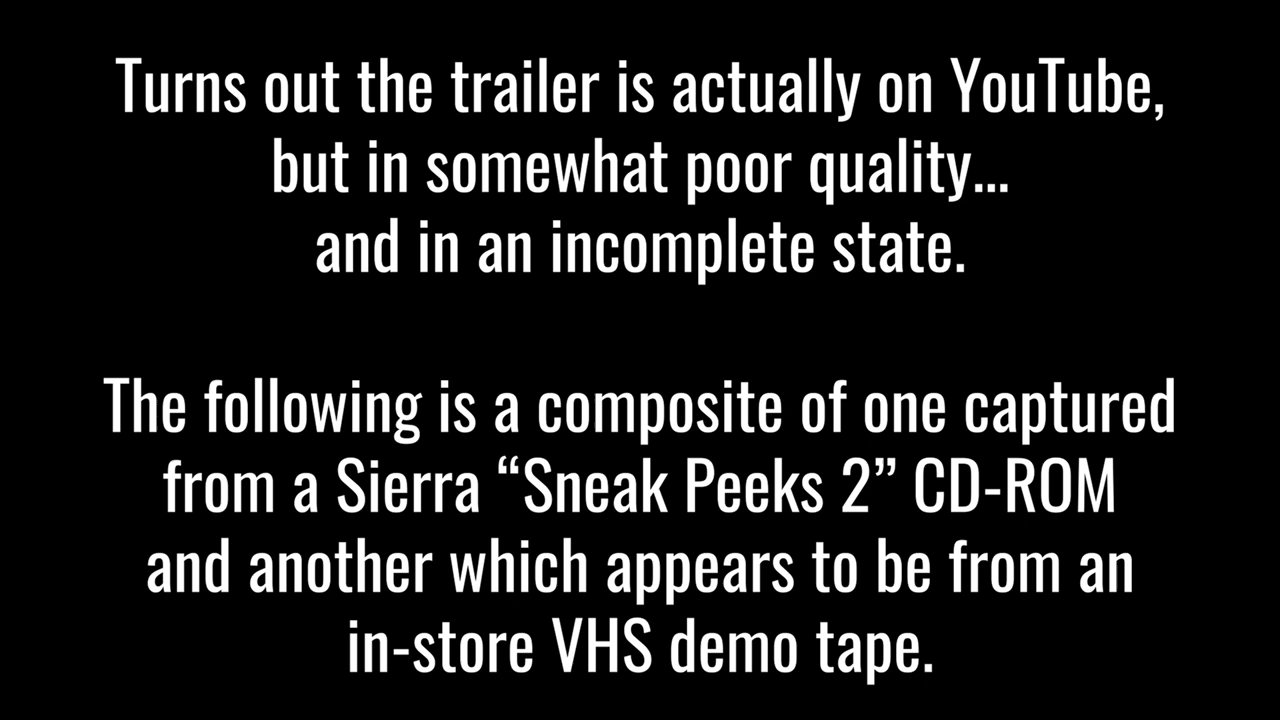 Turns out the trailer is actually on YouTube,
but in somewhat poor quality...
and in an incomplete state.
The following is a composite of one captured
from a Sierra “Sneak Peeks 2” CD-ROM
and another which appears to be from an
in-store VHS demo tape.